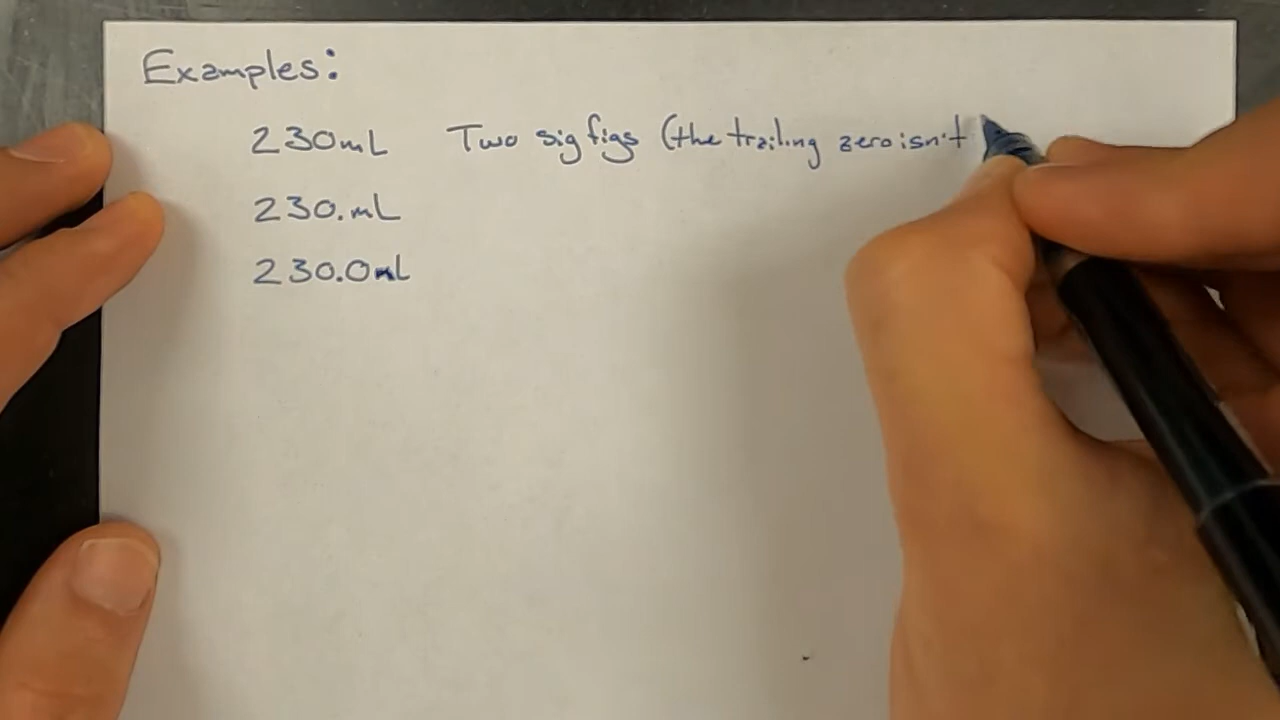 Examples:
230mL Two sig figs (the trailing zero isn't
230.mL
230.0mL